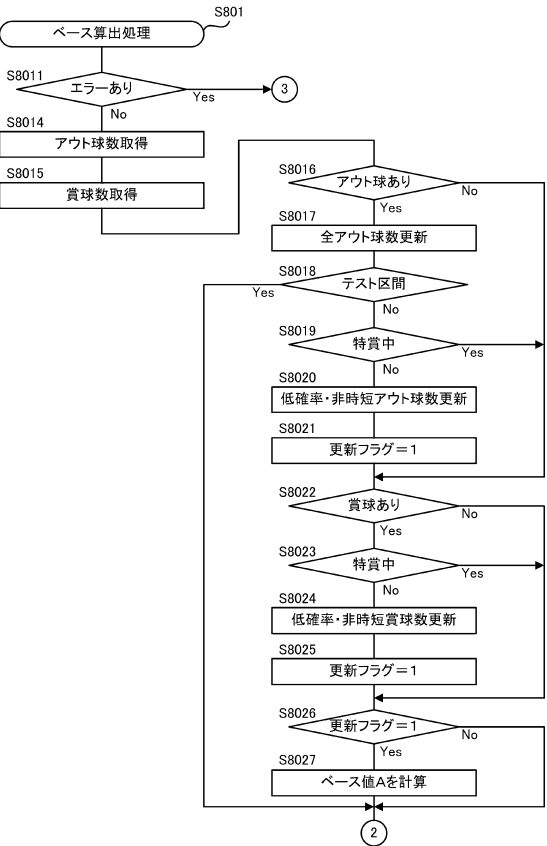 S801
ベース算出処理
S8011
エラーあり
Yes
3
No
S8014
アウト球数取得
S8015
賞球数取得
S8016
アウト球あり
No
Yes
S8017
全アウト球数更新
S8018
テスト区間
Yes
No
S8019
特賞中
Yes
No
S8020
低確率・非時短アウト球数更新
S8021
更新フラグ＝１
S8022
賞球あり
No
Yes
S8023
特賞中
Yes
No
S8024
低確率・非時短賞球数更新
S8025
更新フラグ＝１
S8026
更新フラグ＝１
No
Yes
S8027
ベース値Ａを計算
2